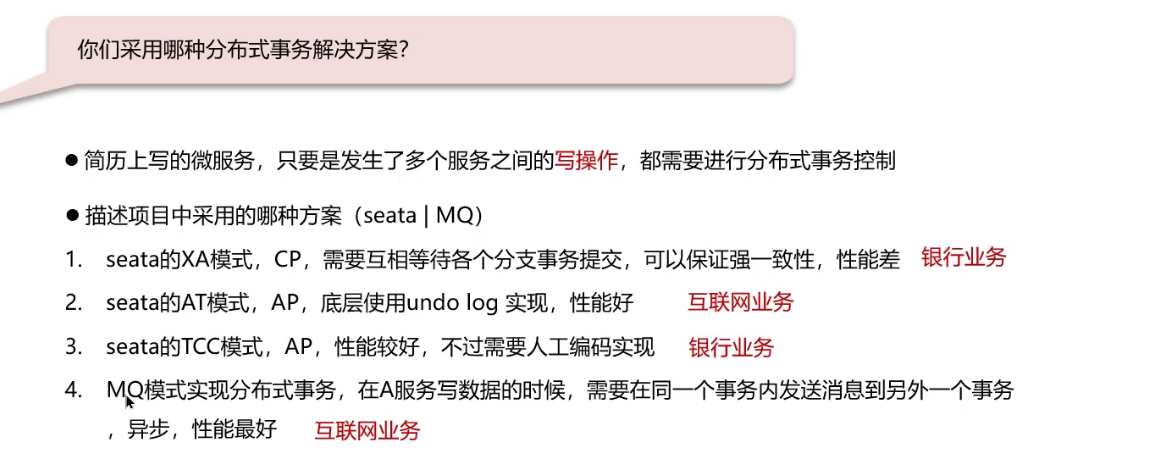 你们采用哪种分布式事务解决方案?
●简历上写的微服务，只要是发生了多个服务之间的写操作，都需要进行分布式事务控制
●描述项目中采用的哪种方案（seata | MQ）
1. seata的XA模式，CP，需要互相等待各个分支事务提交，可以保证强一致性，性能差 银行业务
2. seata的AT模式，AP，底层使用undo log 实现，性能好 互联网业务
3. seata的TCC模式，AP，性能较好，不过需要人工编码实现 银行业务
4. MQ模式实现分布式事务，在A服务写数据的时候，需要在同一个事务内发送消息到另外一个事务
，异步，性能最好 互联网业务